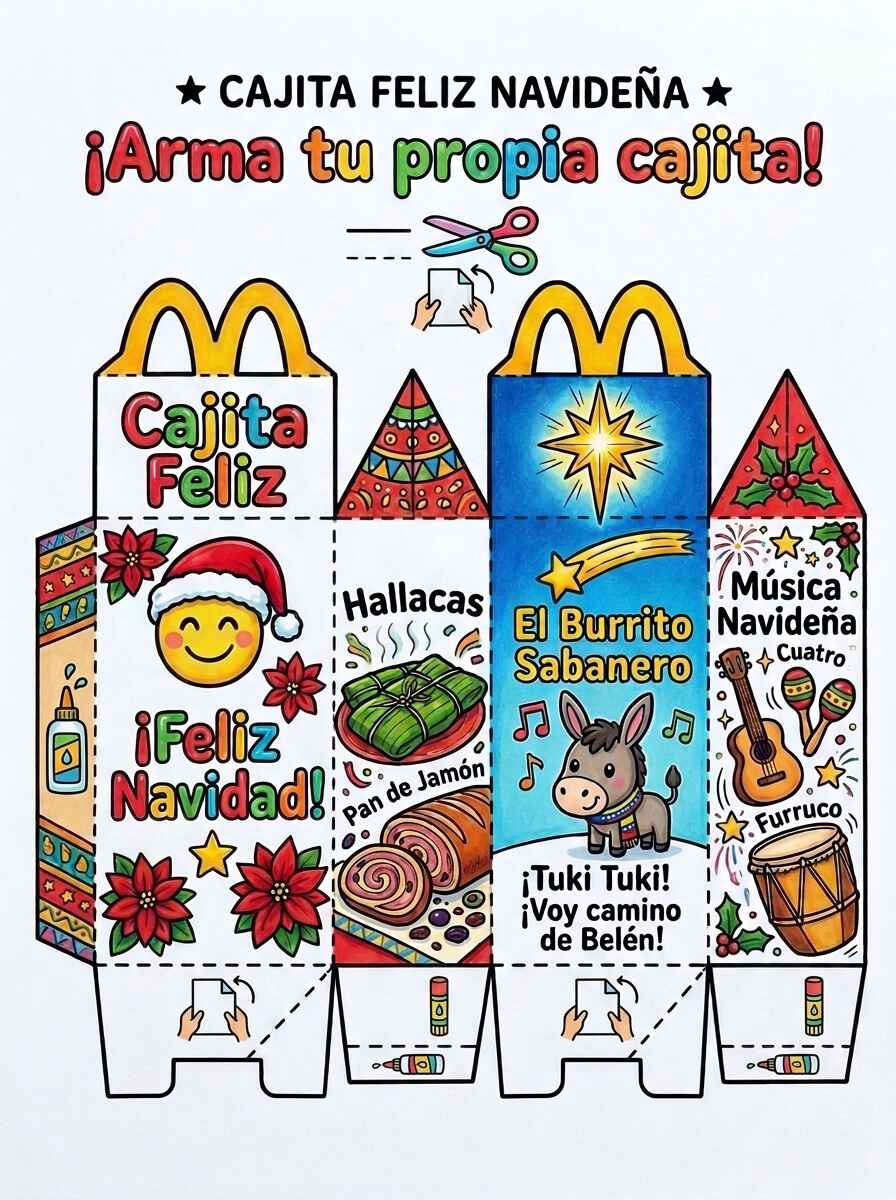 ★ CAJITA FELIZ NAVIDEÑA ★
¡Arma tu propia cajita!
Cajita
Feliz
¡Feliz
Navidad!
Hallacas
Pan de Jamón
El Burrito
Sabanero
¡Tuki Tuki!
¡Voy camino
de Belén!
Música
Navideña
Cuatro
Furruco